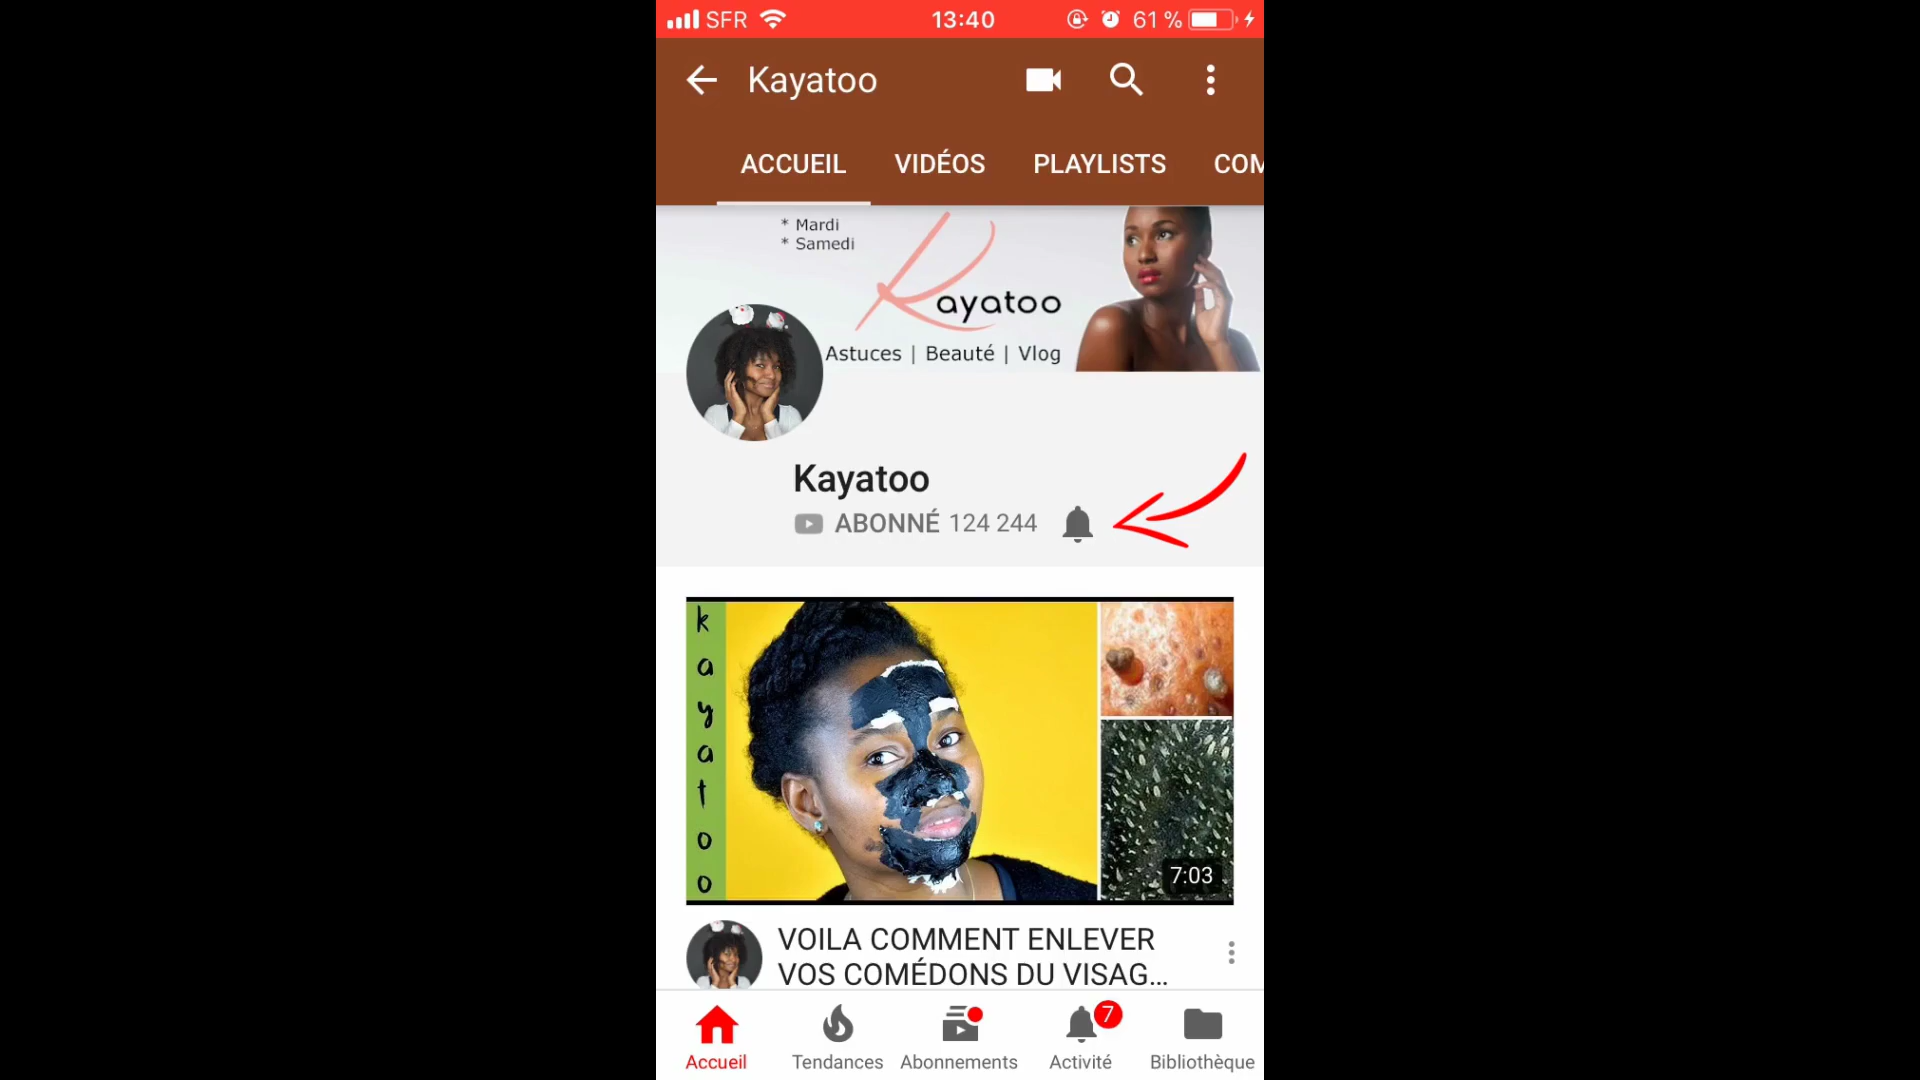 SFR 13:40 61 %
Kayatoo
ACCUEIL VIDÉOS PLAYLISTS COM
* Mardi
* Samedi
Kayatoo
Astuces | Beauté | Vlog
Kayatoo
ABONNÉ 124 244
kayatoo
7:03
VOILA COMMENT ENLEVER
VOS COMÉDONS DU VISAG...
7
Accueil Tendances Abonnements Activité Bibliothèque